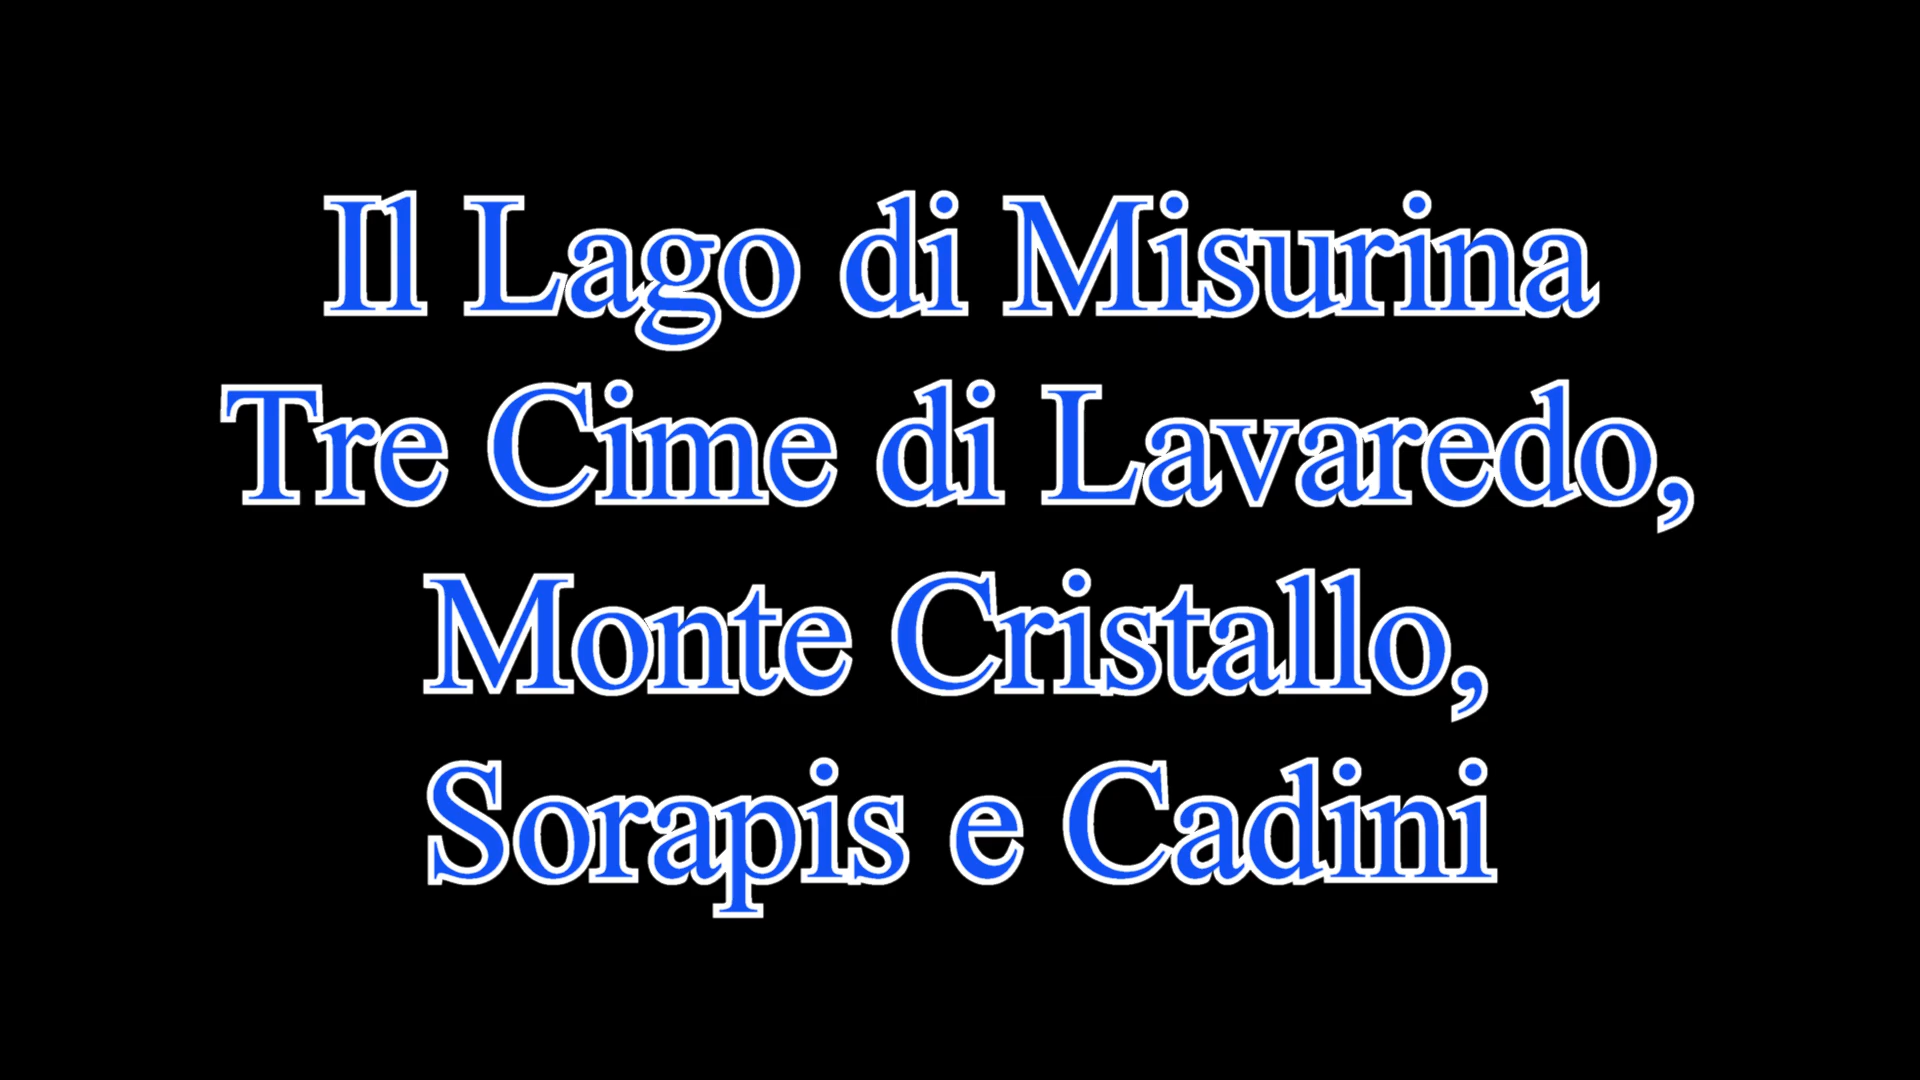 Il Lago di Misurina
Tre Cime di Lavaredo,
Monte Cristallo,
Sorapis e Cadini